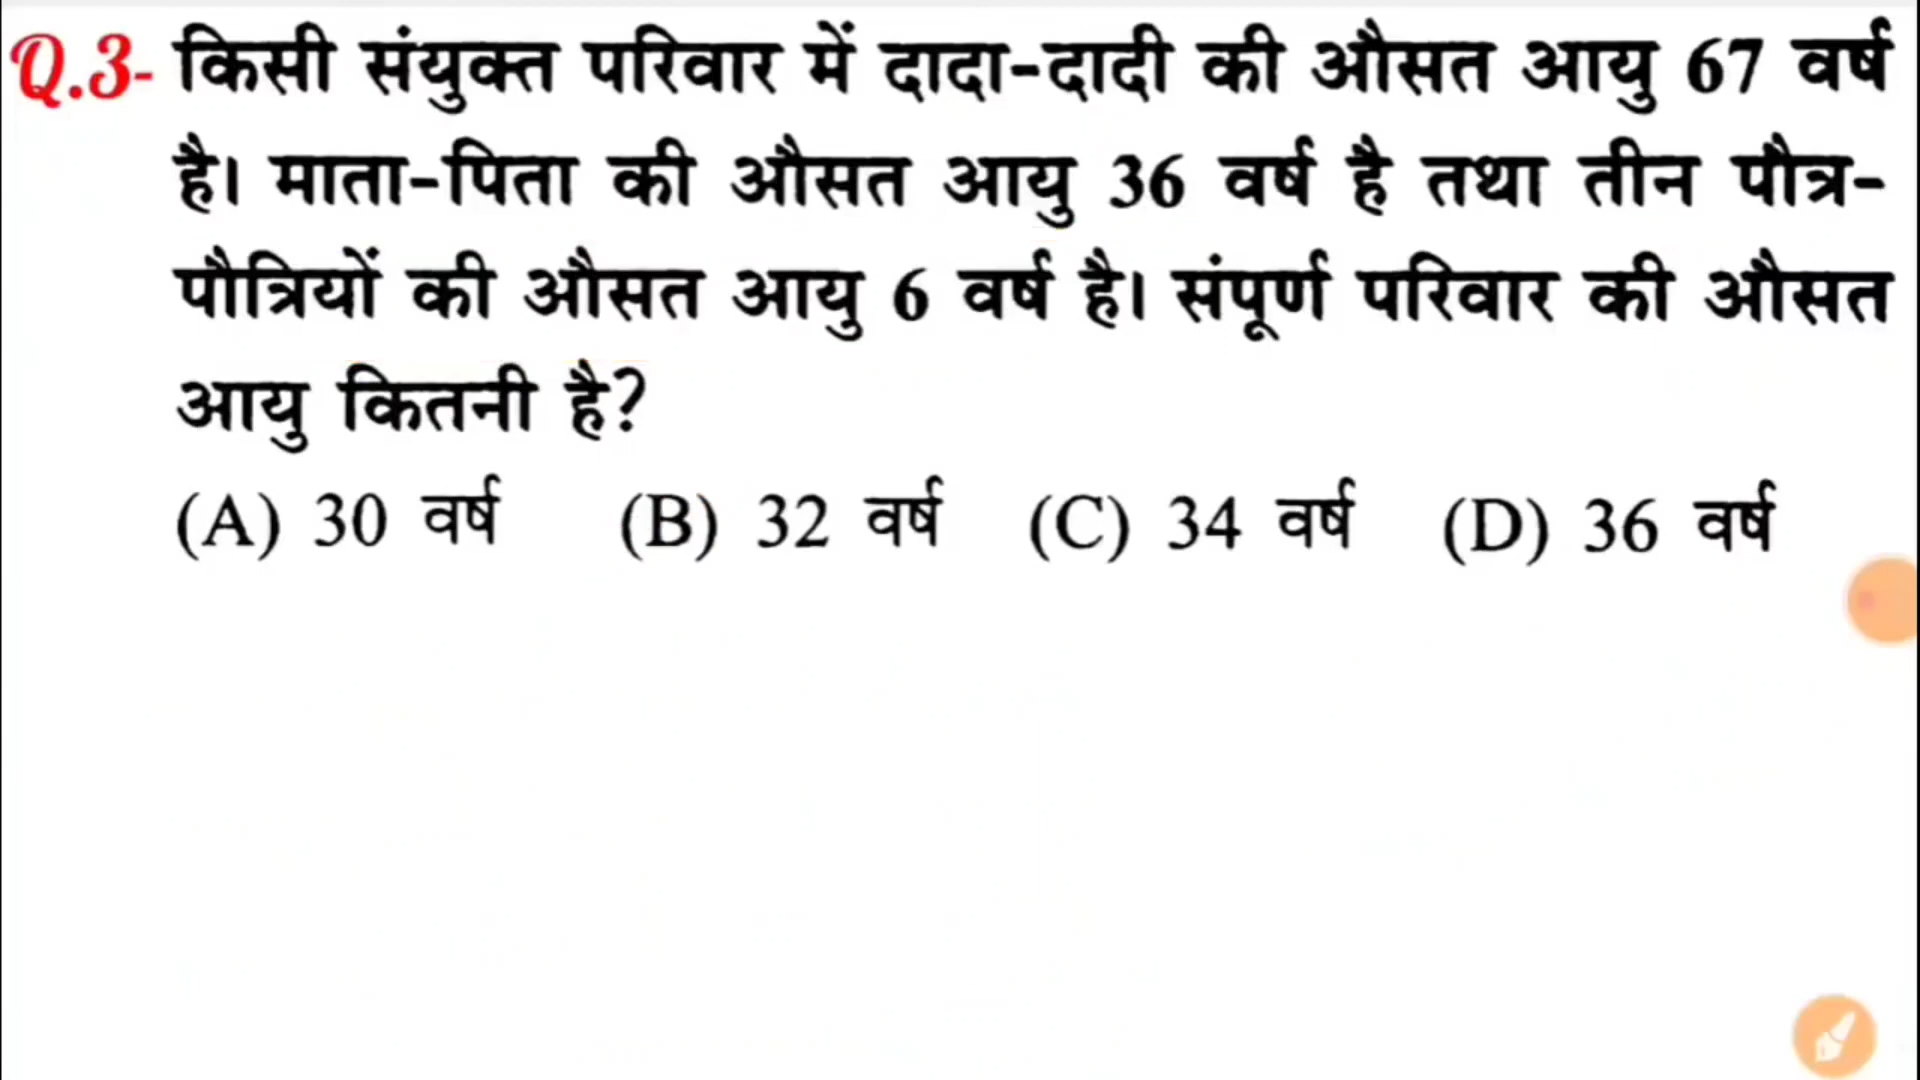 Q.3- किसी संयुक्त परिवार में दादा-दादी की औसत आयु 67 वर्ष
है। माता-पिता की औसत आयु 36 वर्ष है तथा तीन पौत्र-
पौत्रियों की औसत आयु 6 वर्ष है। संपूर्ण परिवार की औसत
आयु कितनी है?
(A) 30 वर्ष (B) 32 वर्ष (C) 34 वर्ष (D) 36 वर्ष